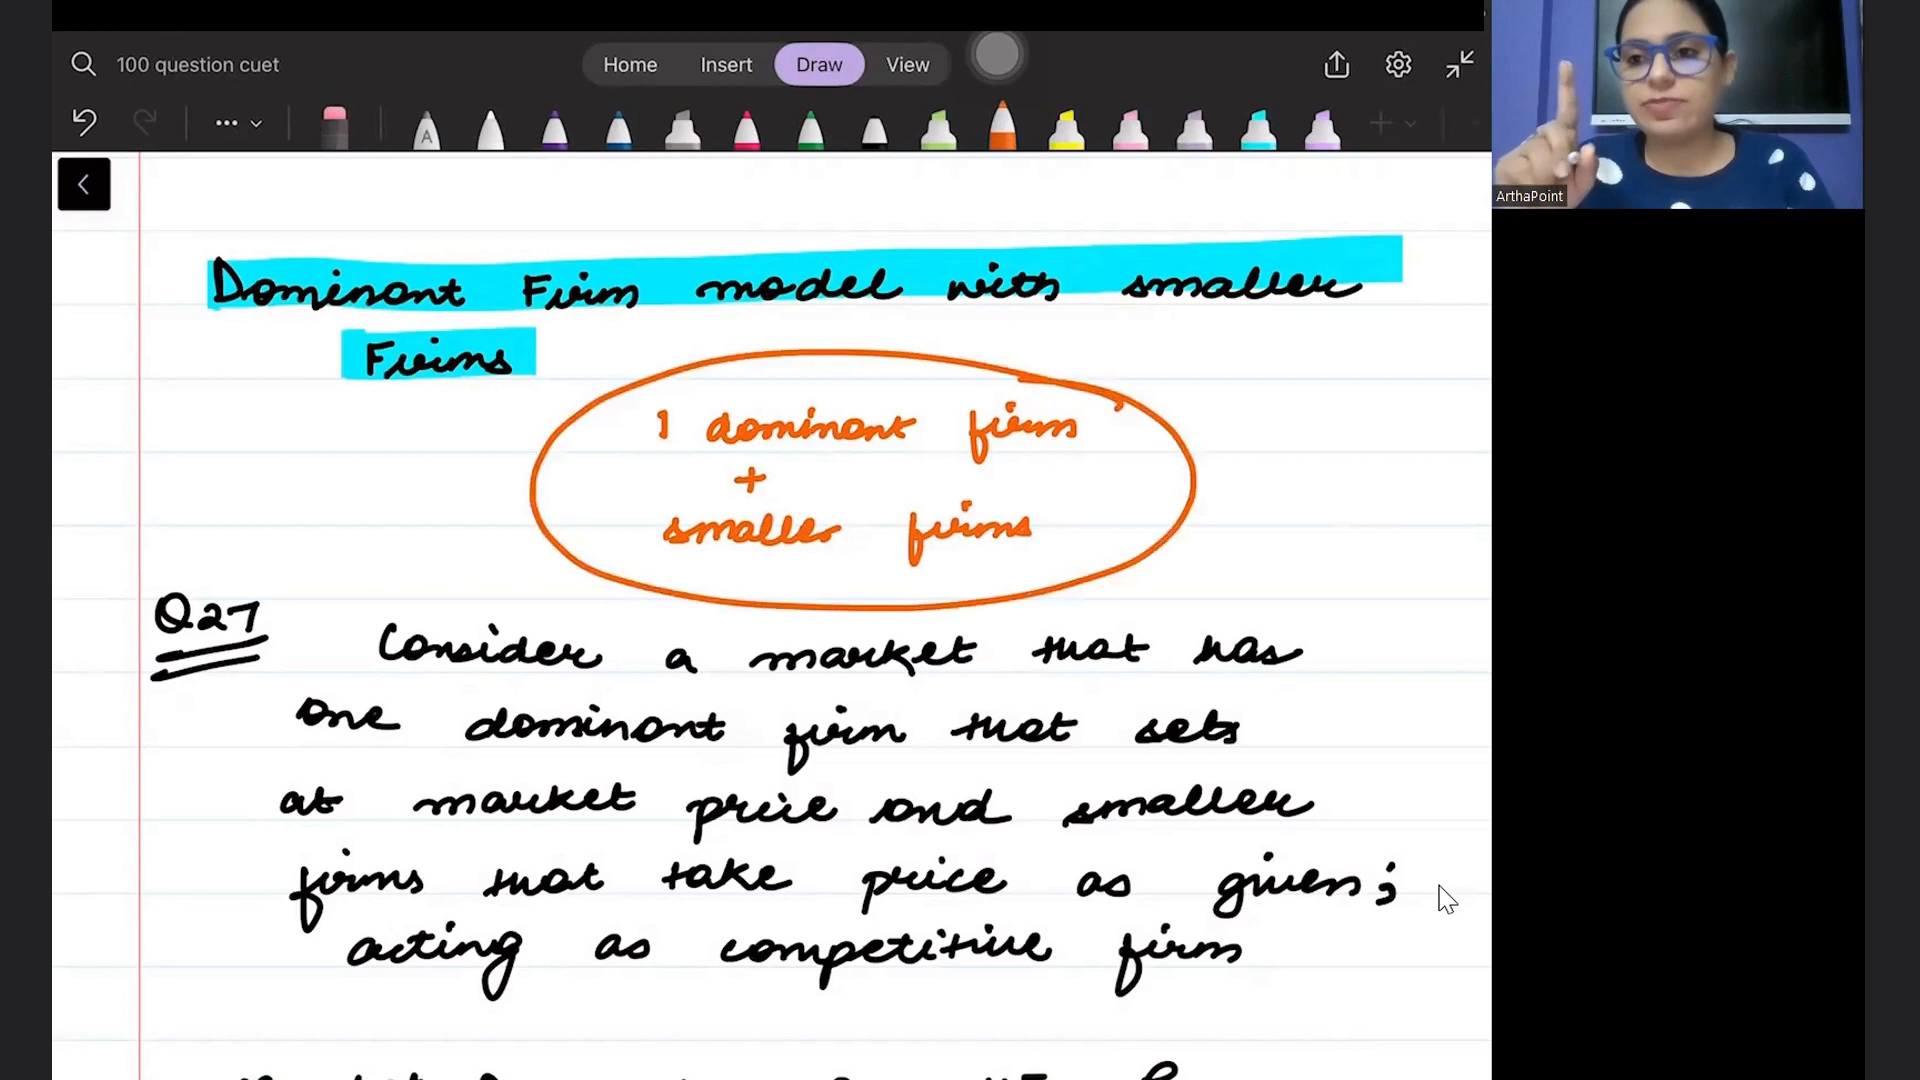 100 question cuet
Home Insert Draw View
A
ArthaPoint
Dominant Firm model with smaller
Firms
1 dominant firm
+
smaller firms
Q27
Consider a market that has
one dominant firm that sets
at market price and smaller
firms that take price as given;
acting as competitive firm